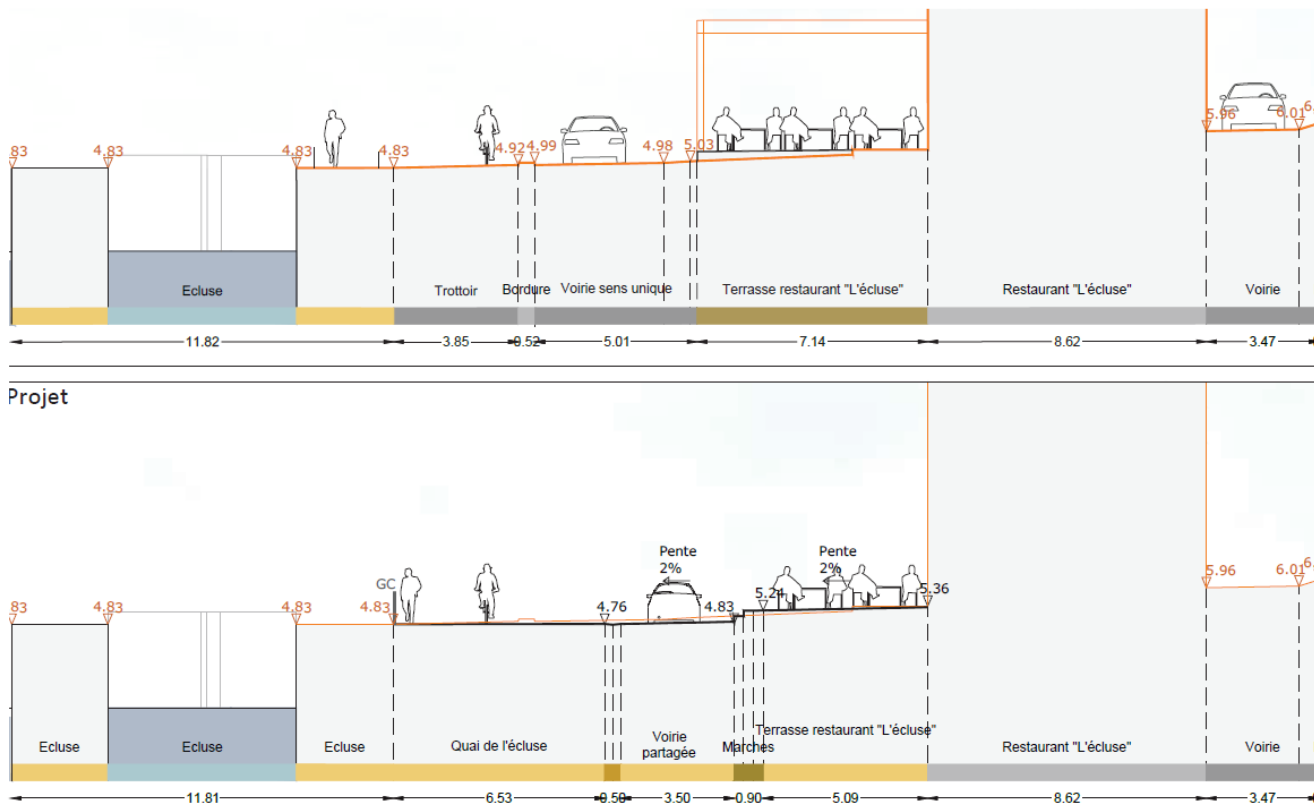 83
4.83
4.83
4.83
4.92
4.99
4.98
5.03
5.96
6.01
6.
Ecluse
Trottoir
Bordure
Voirie sens unique
Terrasse restaurant "L'écluse"
Restaurant "L'écluse"
Voirie
11.82
3.85
0.52
5.01
7.14
8.62
3.47
Projet
83
4.83
4.83
4.83
GC
4.76
Pente
2%
4.83
5.24
Pente
2%
5.36
5.96
6.01
6.
Ecluse
Ecluse
Ecluse
Quai de l'écluse
Voirie
partagée
Marches
Terrasse restaurant "L'écluse"
Restaurant "L'écluse"
Voirie
11.81
6.53
0.50
3.50
0.90
5.09
8.62
3.47